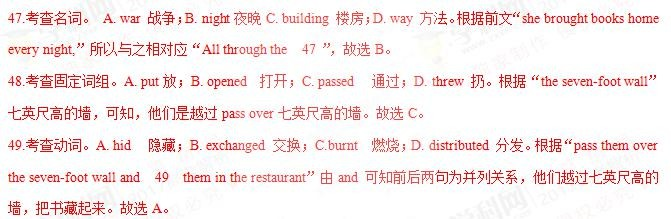 47.考查名词。 A. war 战争；B. night 夜晚 C. building 楼房；D. way 方法。根据前文“she brought books home
every night,” 所以与之相对应 “All through the 47 ”，故选 B。
48.考查固定词组。A. put 放；B. opened 打开；C. passed 通过；D. threw 扔。根据 “the seven-foot wall”
七英尺高的墙，可知，他们是越过 pass over 七英尺高的墙。故选 C。
49.考查动词。A. hid 隐藏；B. exchanged 交换；C.burnt 燃烧；D. distributed 分发。根据“pass them over
the seven-foot wall and 49 them in the restaurant” 由 and 可知前后两句为并列关系，他们越过七英尺高的
墙，把书藏起来。故选 A。